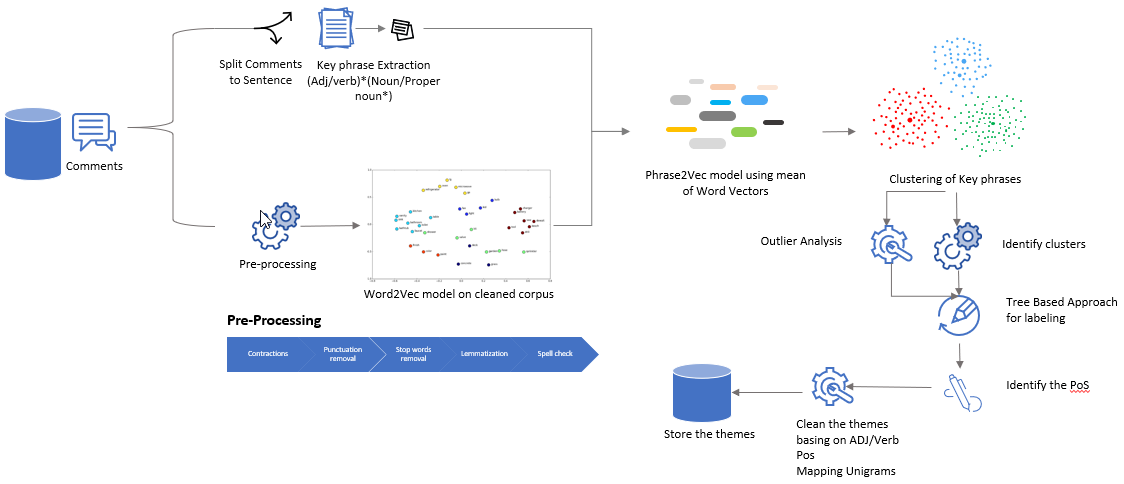 Split Comments
to Sentence
Key phrase Extraction
(Adj/verb)*(Noun/Proper
noun*)
Comments
Phrase2Vec model using mean
of Word Vectors
Clustering of Key phrases
Outlier Analysis
Identify clusters
Pre-processing
Word2Vec model on cleaned corpus
Tree Based Approach
for labeling
Pre-Processing
Contractions
Punctuation
removal
Stop words
removal
Lemmatization
Spell check
Identify the PoS
Store the themes
Clean the themes
basing on ADJ/Verb
Pos
Mapping Unigrams